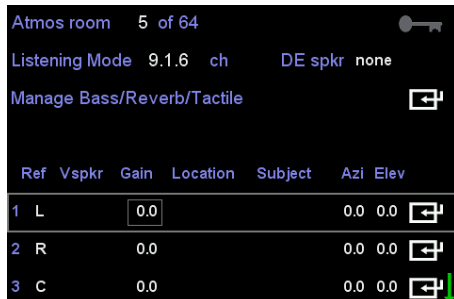 Atmos room 5 of 64
Listening Mode 9.1.6 ch DE spkr none
Manage Bass/Reverb/Tactile
Ref Vspkr Gain Location Subject Azi Elev
1 L 0.0 0.0 0.0
2 R 0.0 0.0 0.0
3 C 0.0 0.0 0.0